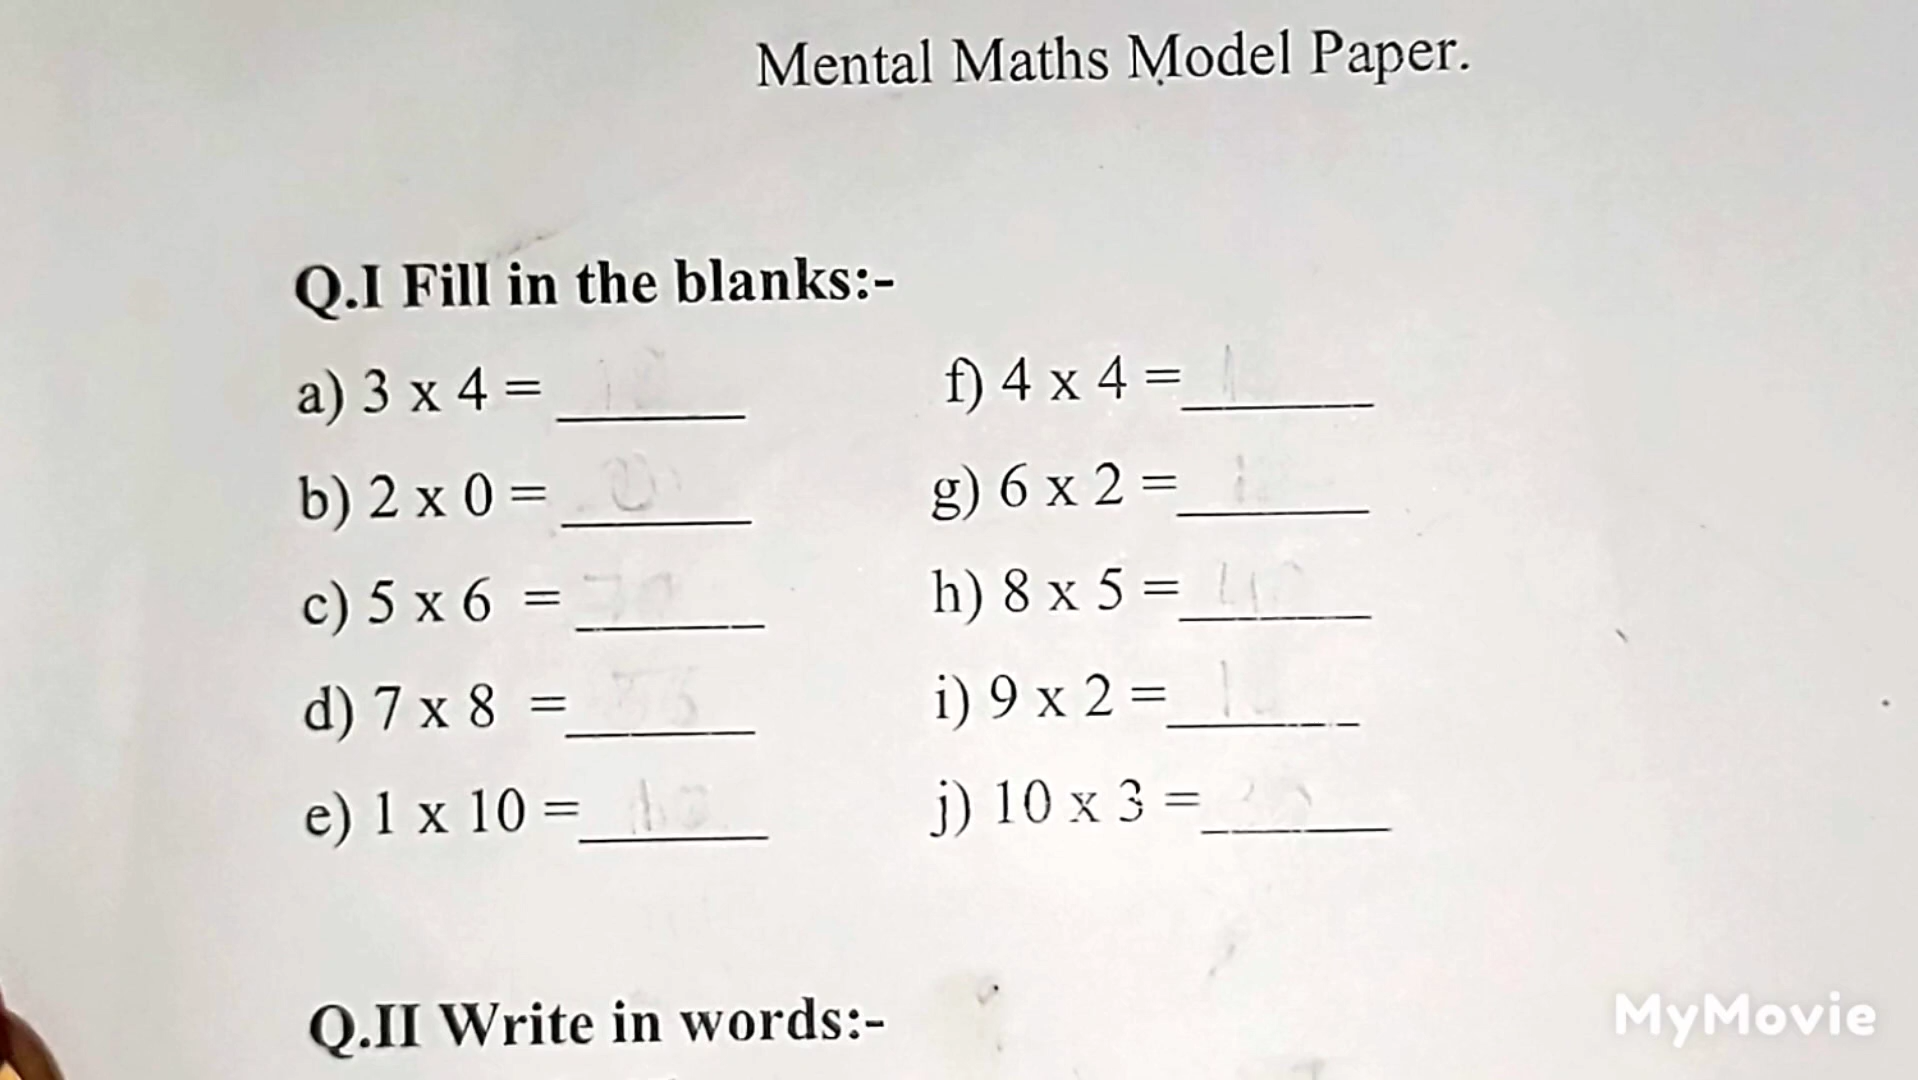 Mental Maths Model Paper.
Q.I Fill in the blanks:-
a) 3 x 4 = ______
b) 2 x 0 = ______
c) 5 x 6 = ______
d) 7 x 8 = ______
e) 1 x 10 = ______
f) 4 x 4 = ______
g) 6 x 2 = ______
h) 8 x 5 = ______
i) 9 x 2 = ______
j) 10 x 3 = ______
Q.II Write in words:-
MyMovie